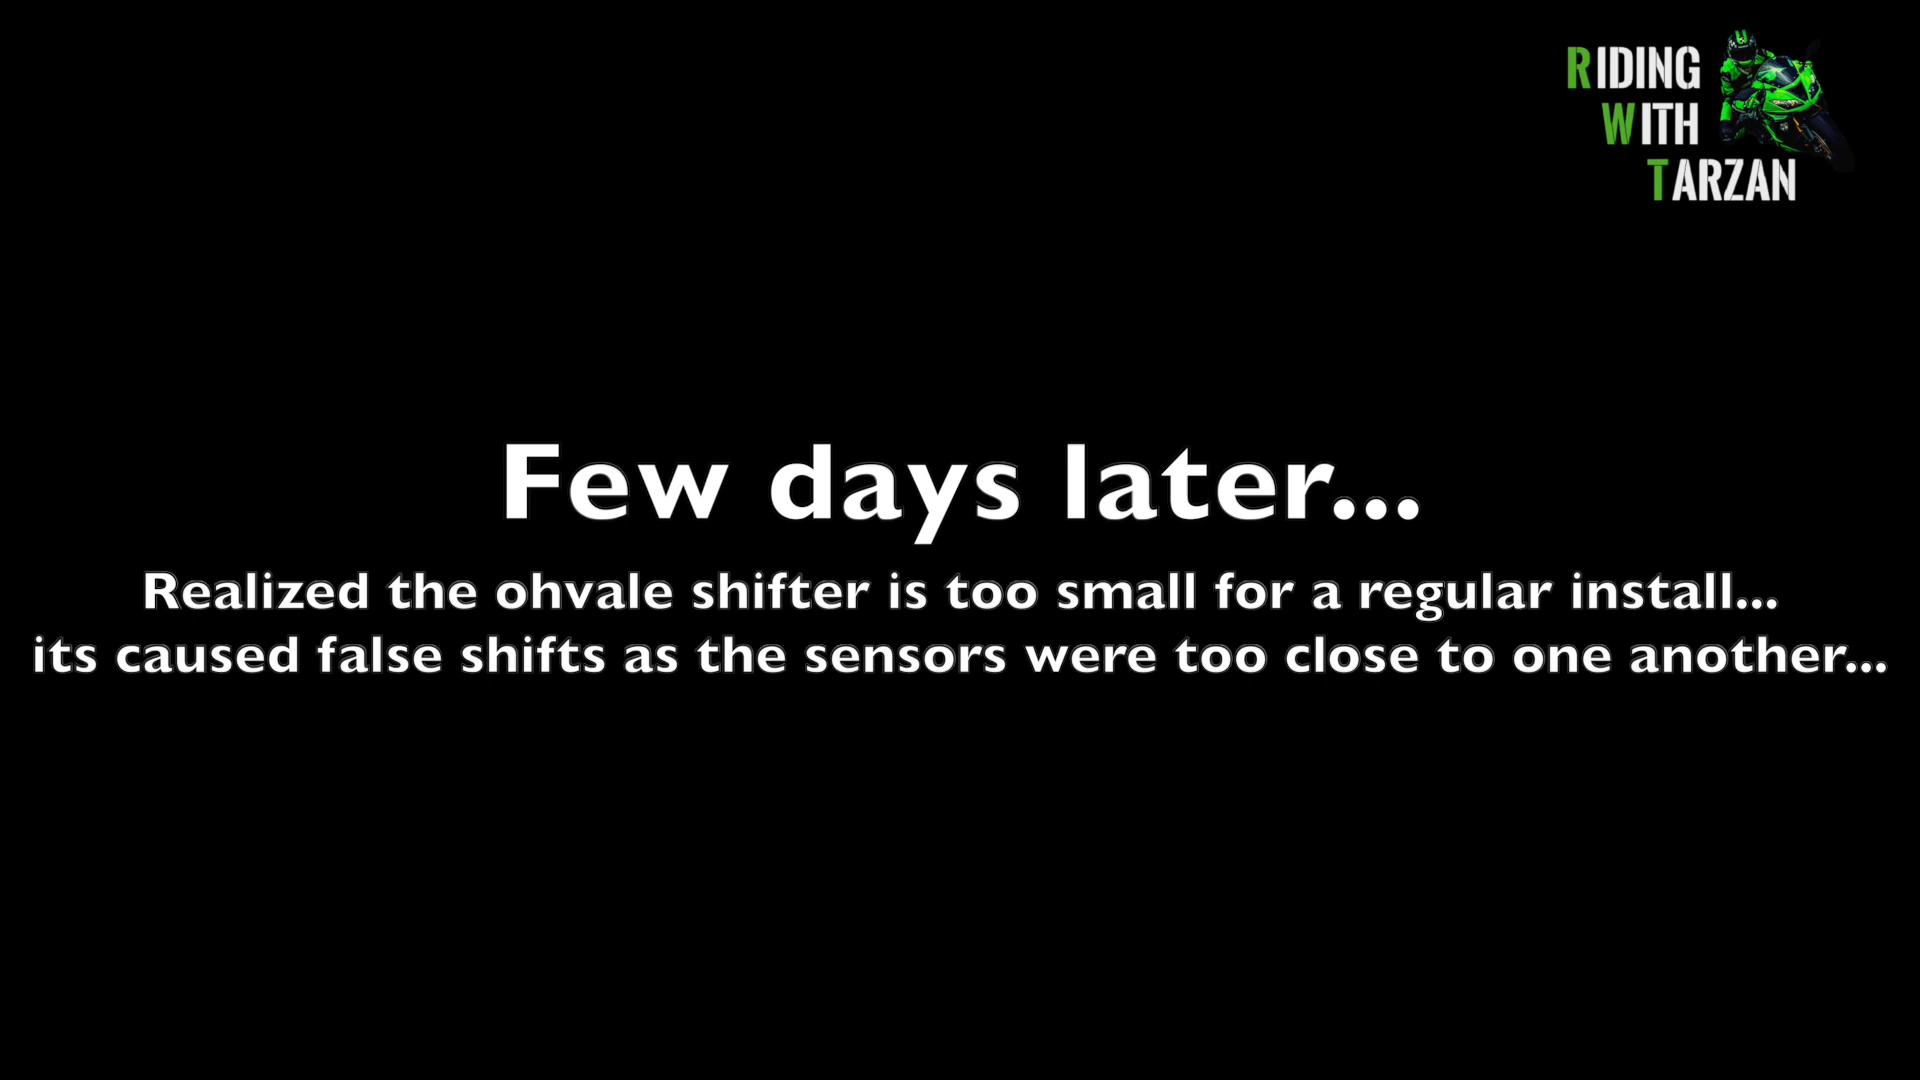 RIDING
WITH
TARZAN
Few days later...
Realized the ohvale shifter is too small for a regular install...
its caused false shifts as the sensors were too close to one another...